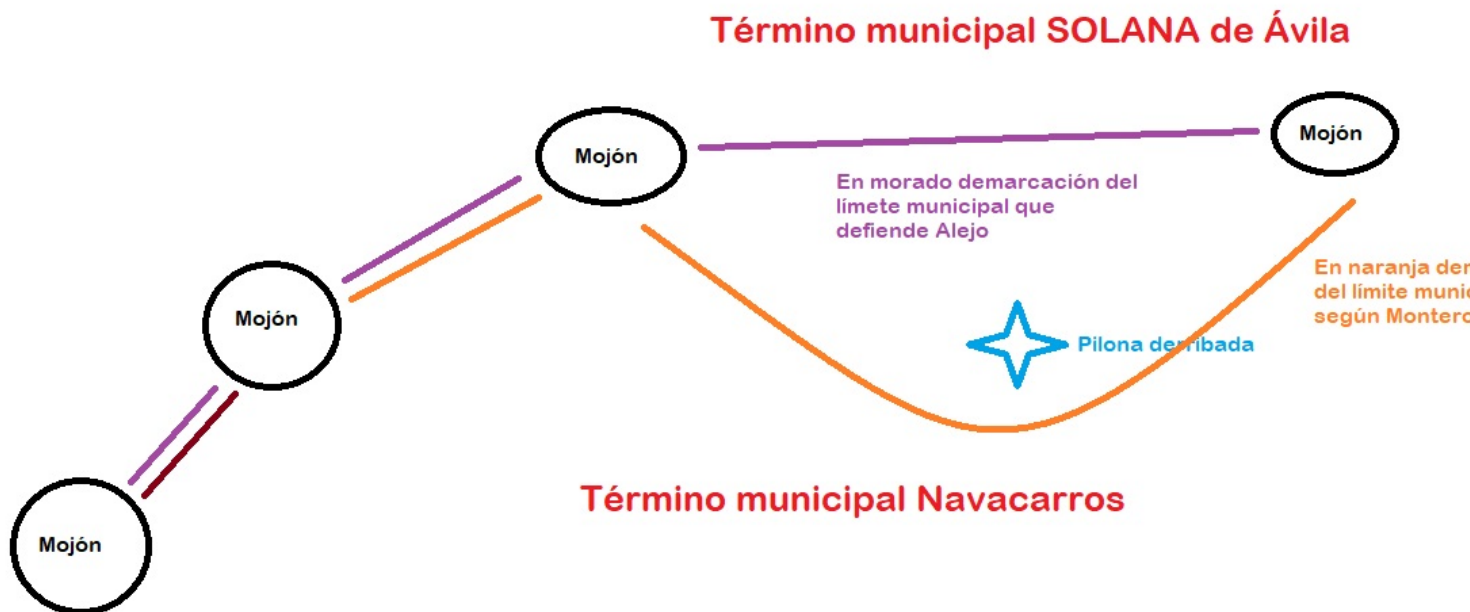 Término municipal SOLANA de Ávila
Mojón
Mojón
En morado demarcación del
límete municipal que
defiende Alejo
En naranja
del límite
según Montero
Mojón
Pilona derribada
Término municipal Navacarros
Mojón